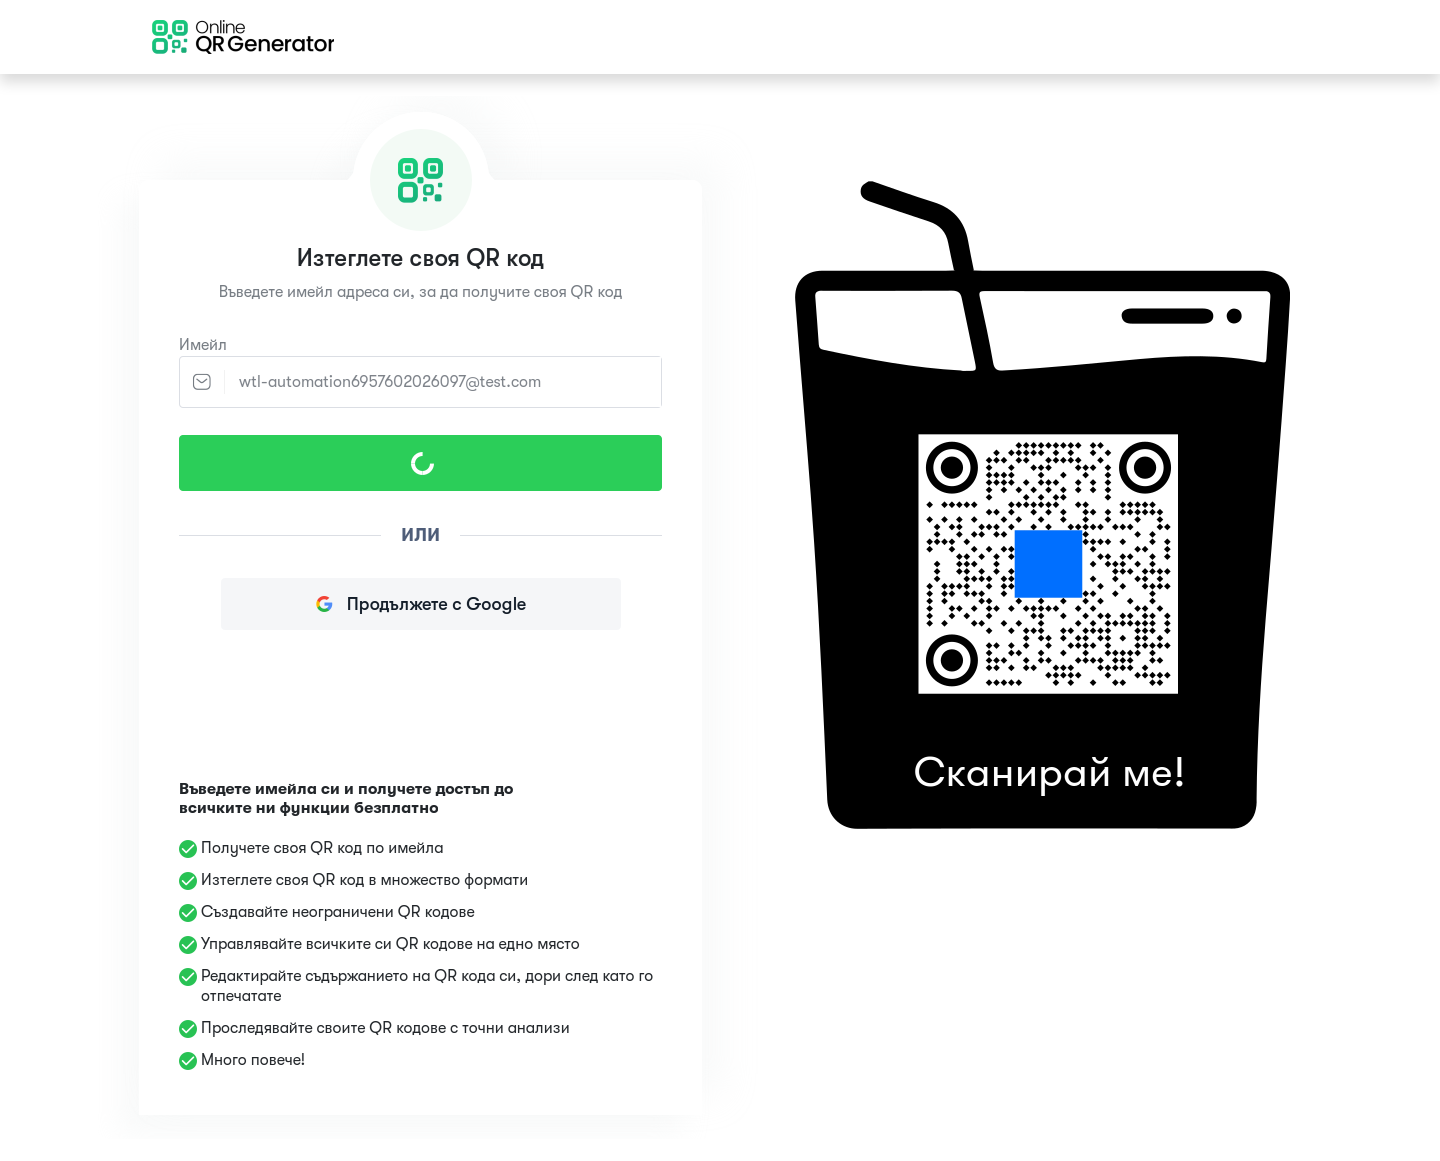 Online
QR Generator
Изтеглете своя QR код
Въведете имейл адреса си, за да получите своя QR код
Имейл
wtl-automation6957602026097@test.com
или
Продължете с Google
Въведете имейла си и получете достъп до
всичките ни функции безплатно
Получете своя QR код по имейла
Изтеглете своя QR код в множество формати
Създавайте неограничени QR кодове
Управлявайте всичките си QR кодове на едно място
Редактирайте съдържанието на QR кода си, дори след като го
отпечатате
Проследявайте своите QR кодове с точни анализи
Много повече!
Сканирай ме!